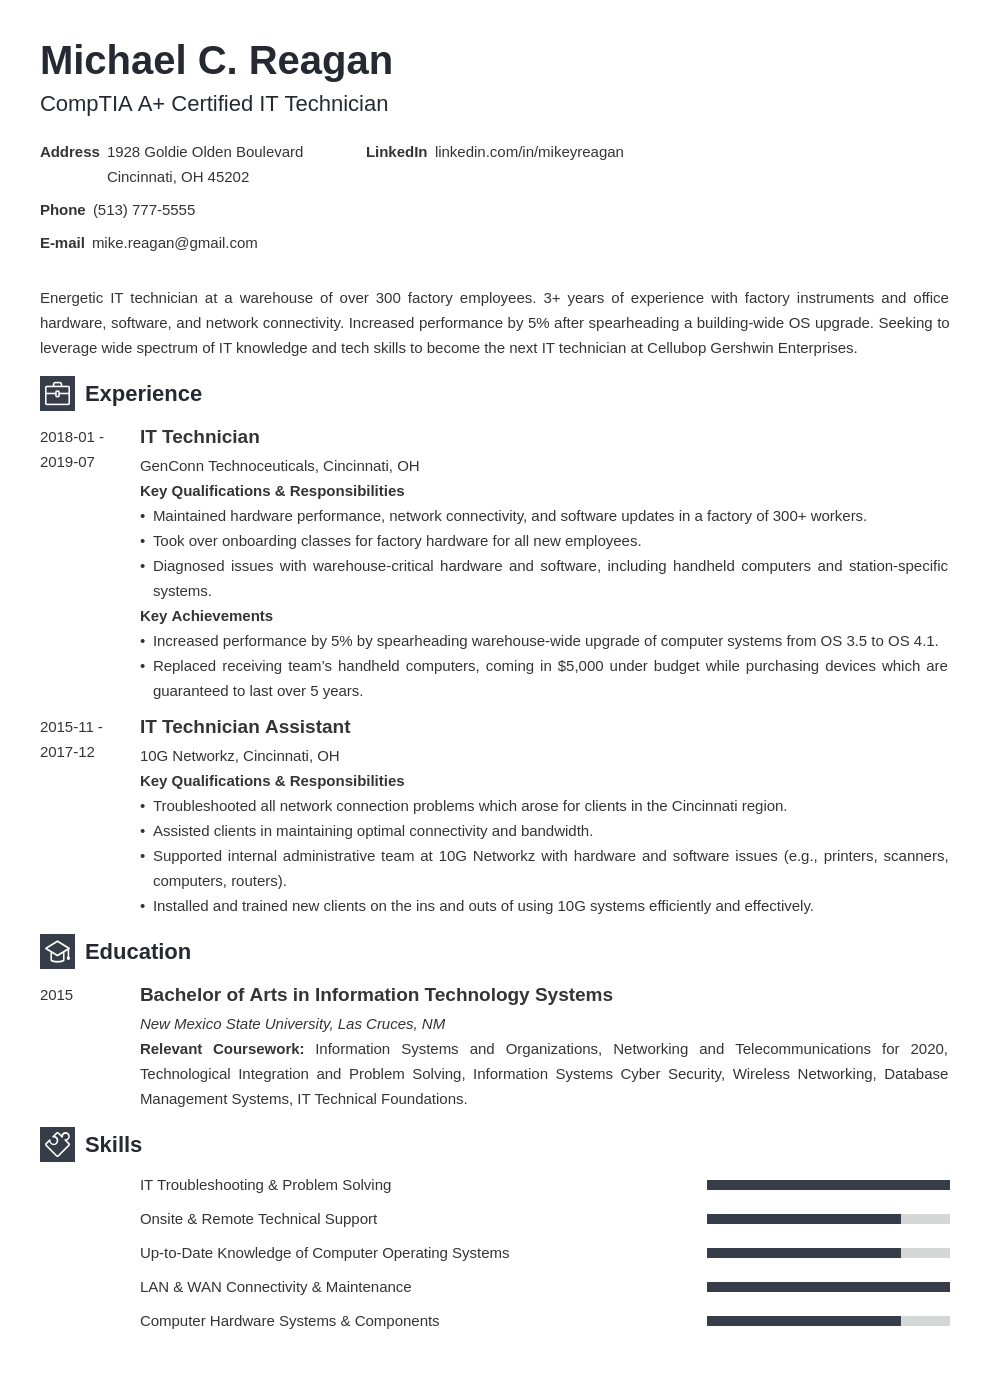 Michael C. Reagan
CompTIA A+ Certified IT Technician
Address 1928 Goldie Olden Boulevard
Cincinnati, OH 45202
LinkedIn linkedin.com/in/mikeyreagan
Phone (513) 777-5555
E-mail mike.reagan@gmail.com
Energetic IT technician at a warehouse of over 300 factory employees. 3+ years of experience with factory instruments and office
hardware, software, and network connectivity. Increased performance by 5% after spearheading a building-wide OS upgrade. Seeking to
leverage wide spectrum of IT knowledge and tech skills to become the next IT technician at Cellubop Gershwin Enterprises.
Experience
2018-01 -
2019-07
IT Technician
GenConn Technoceuticals, Cincinnati, OH
Key Qualifications & Responsibilities
• Maintained hardware performance, network connectivity, and software updates in a factory of 300+ workers.
• Took over onboarding classes for factory hardware for all new employees.
• Diagnosed issues with warehouse-critical hardware and software, including handheld computers and station-specific
systems.
Key Achievements
• Increased performance by 5% by spearheading warehouse-wide upgrade of computer systems from OS 3.5 to OS 4.1.
• Replaced receiving team’s handheld computers, coming in $5,000 under budget while purchasing devices which are
guaranteed to last over 5 years.
2015-11 -
2017-12
IT Technician Assistant
10G Networkz, Cincinnati, OH
Key Qualifications & Responsibilities
• Troubleshooted all network connection problems which arose for clients in the Cincinnati region.
• Assisted clients in maintaining optimal connectivity and bandwidth.
• Supported internal administrative team at 10G Networkz with hardware and software issues (e.g., printers, scanners,
computers, routers).
• Installed and trained new clients on the ins and outs of using 10G systems efficiently and effectively.
Education
2015
Bachelor of Arts in Information Technology Systems
New Mexico State University, Las Cruces, NM
Relevant Coursework: Information Systems and Organizations, Networking and Telecommunications for 2020,
Technological Integration and Problem Solving, Information Systems Cyber Security, Wireless Networking, Database
Management Systems, IT Technical Foundations.
Skills
IT Troubleshooting & Problem Solving
Onsite & Remote Technical Support
Up-to-Date Knowledge of Computer Operating Systems
LAN & WAN Connectivity & Maintenance
Computer Hardware Systems & Components